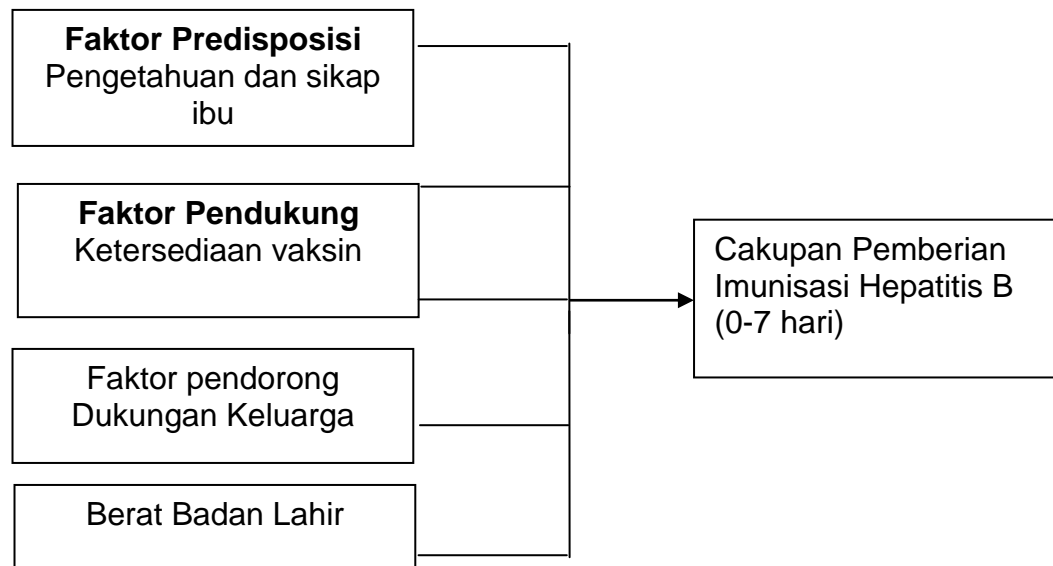 Faktor Predisposisi
Pengetahuan dan sikap
ibu
Faktor Pendukung
Ketersediaan vaksin
Cakupan Pemberian
Imunisasi Hepatitis B
(0-7 hari)
Faktor pendorong
Dukungan Keluarga
Berat Badan Lahir